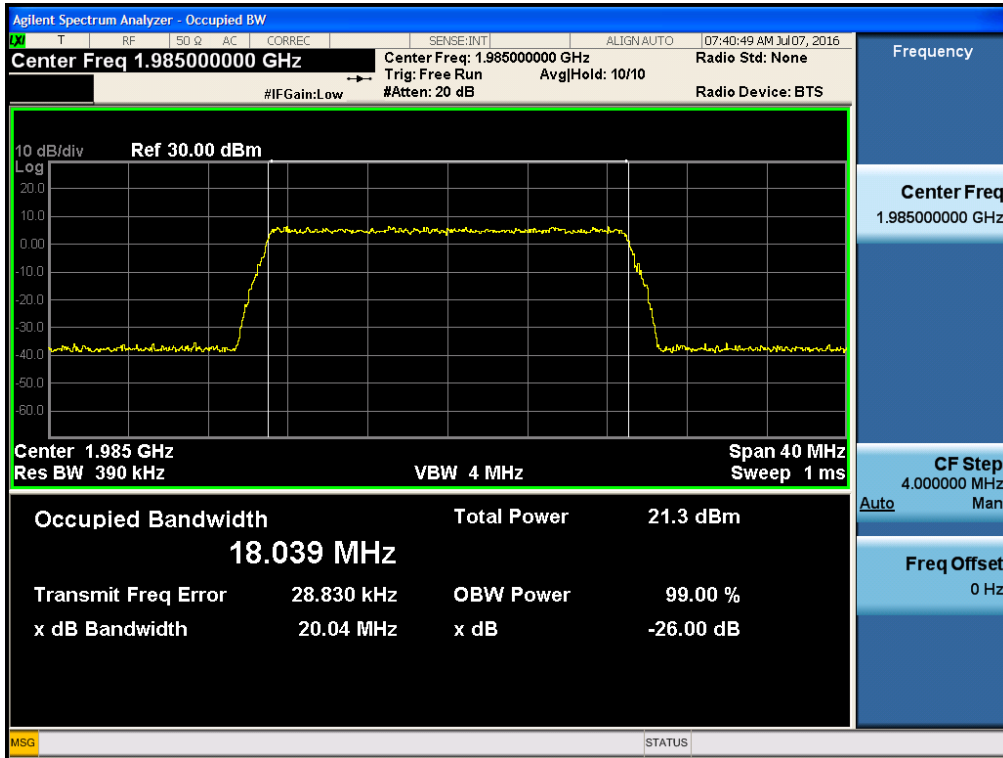 Agilent Spectrum Analyzer - Occupied BW
LXI T RF 50 Ω AC CORREC SENSE:INT ALIGN AUTO 07:40:49 AM Jul 07, 2016
Center Freq 1.985000000 GHz
Center Freq: 1.985000000 GHz Radio Std: None
Trig: Free Run Avg|Hold: 10/10
#IFGain:Low #Atten: 20 dB Radio Device: BTS
10 dB/div Ref 30.00 dBm
Log
20.0
10.0
0.00
-10.0
-20.0
-30.0
-40.0
-50.0
-60.0
Center 1.985 GHz Span 40 MHz
Res BW 390 kHz VBW 4 MHz Sweep 1 ms
Occupied Bandwidth Total Power 21.3 dBm
18.039 MHz
Transmit Freq Error 28.830 kHz OBW Power 99.00 %
x dB Bandwidth 20.04 MHz x dB -26.00 dB
MSG STATUS
Frequency
Center Freq
1.985000000 GHz
CF Step
4.000000 MHz
Auto Man
Freq Offset
0 Hz